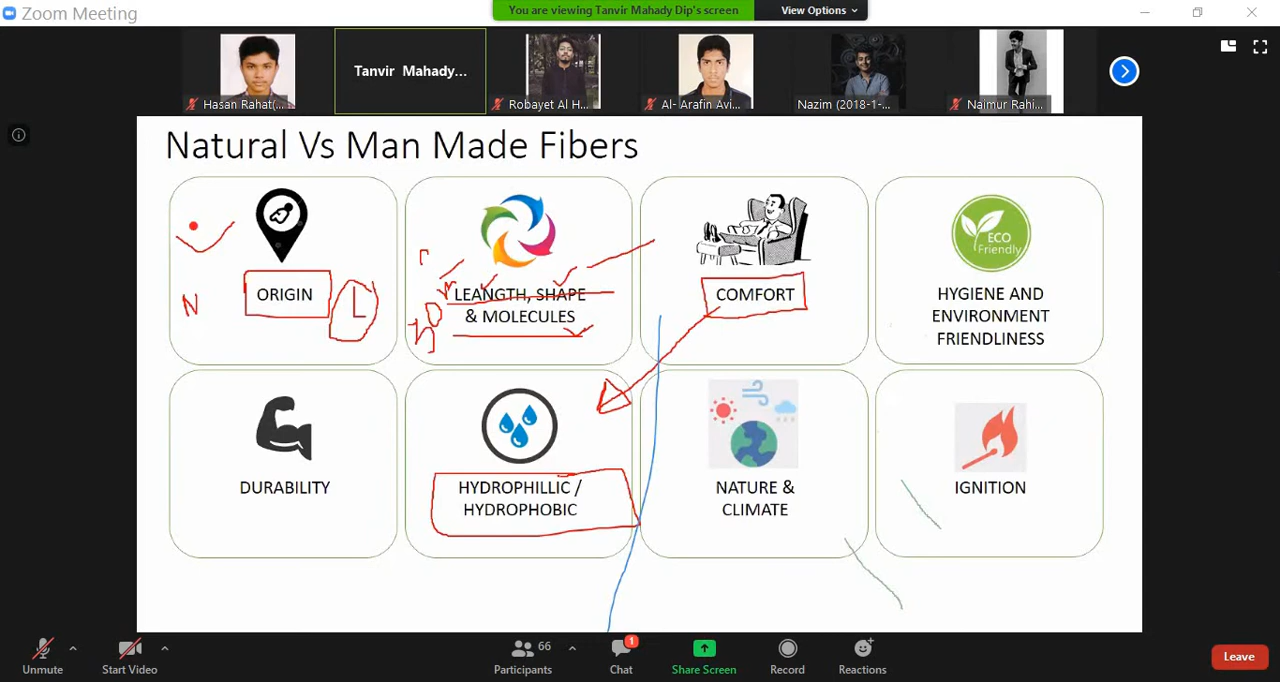 Zoom Meeting
You are viewing Tanvir Mahady Dip's screen
View Options
Hasan Rahat(...
Tanvir Mahady...
Robayet Al H...
Al- Arafin Avi...
Nazim (2018-1-...
Naimur Rahi...
Natural Vs Man Made Fibers
ORIGIN
N
L
LEANGTH, SHAPE
& MOLECULES
COMFORT
ECO
Friendly
HYGIENE AND
ENVIRONMENT
FRIENDLINESS
DURABILITY
HYDROPHILLIC /
HYDROPHOBIC
NATURE &
CLIMATE
IGNITION
Unmute
Start Video
66
Participants
1
Chat
Share Screen
Record
Reactions
Leave